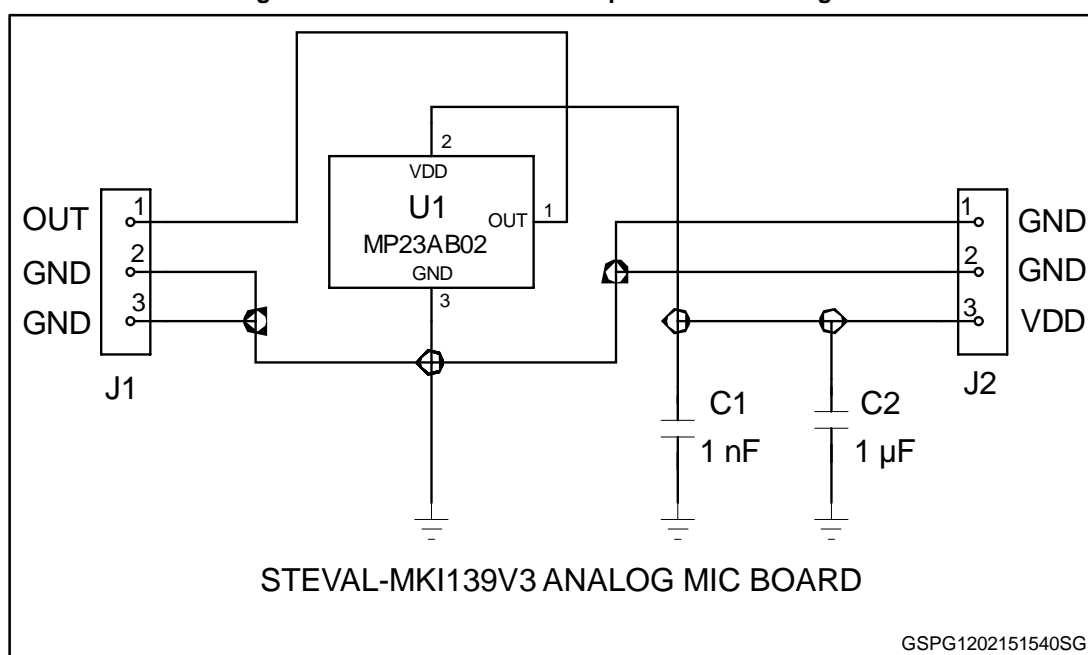 2
VDD
U1
OUT 1
MP23AB02
GND
3
OUT 1
GND 2
GND 3
J1
1 GND
2 GND
3 VDD
J2
C1
1 nF
C2
1 µF
STEVAL-MKI139V3 ANALOG MIC BOARD
GSPG1202151540SG